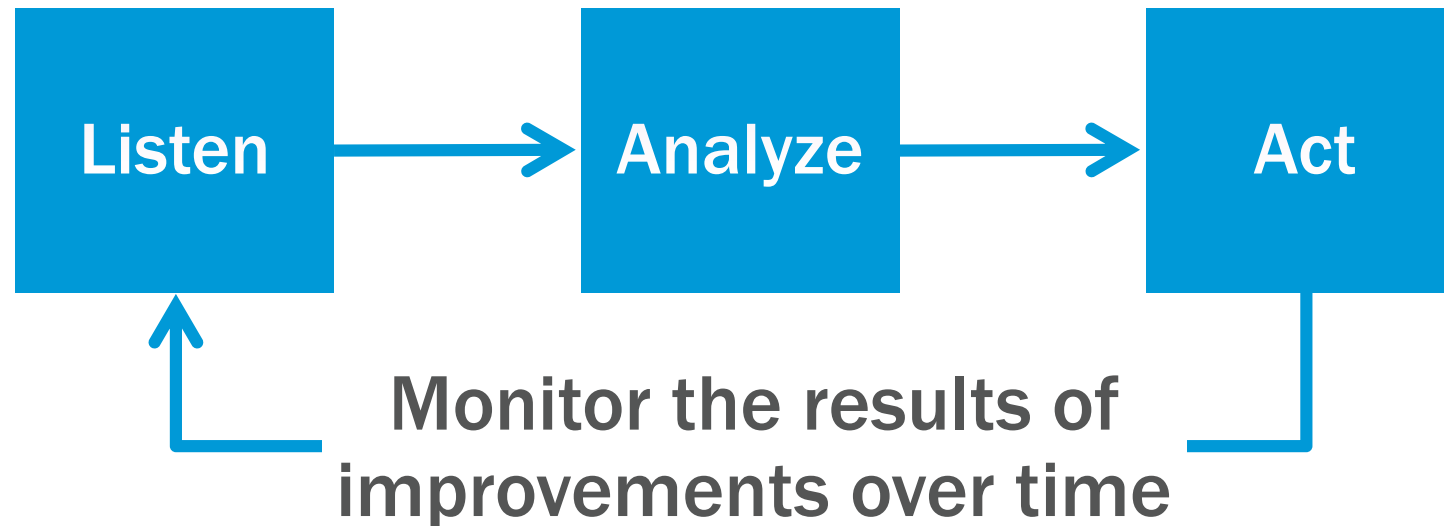 Listen
Analyze
Act
Monitor the results of
improvements over time